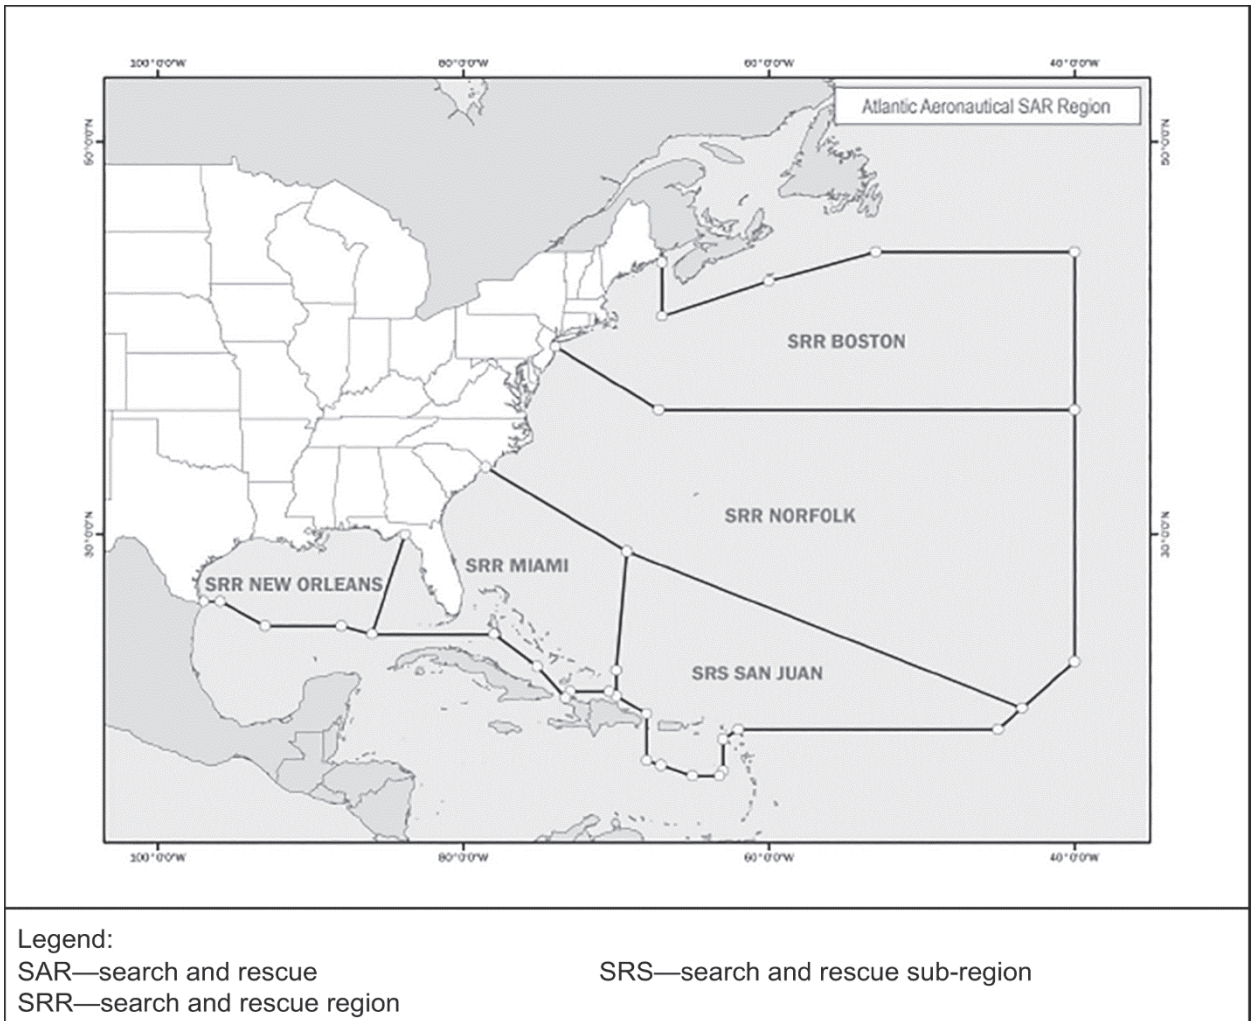 100°0'0"W 80°0'0"W 60°0'0"W 40°0'0"W
Atlantic Aeronautical SAR Region
50°0'0"N 50°0'0"N
SRR BOSTON
SRR NORFOLK
30°0'0"N 30°0'0"N
SRR MIAMI
SRR NEW ORLEANS
SRS SAN JUAN
100°0'0"W 80°0'0"W 60°0'0"W 40°0'0"W
Legend:
SAR—search and rescue SRS—search and rescue sub-region
SRR—search and rescue region